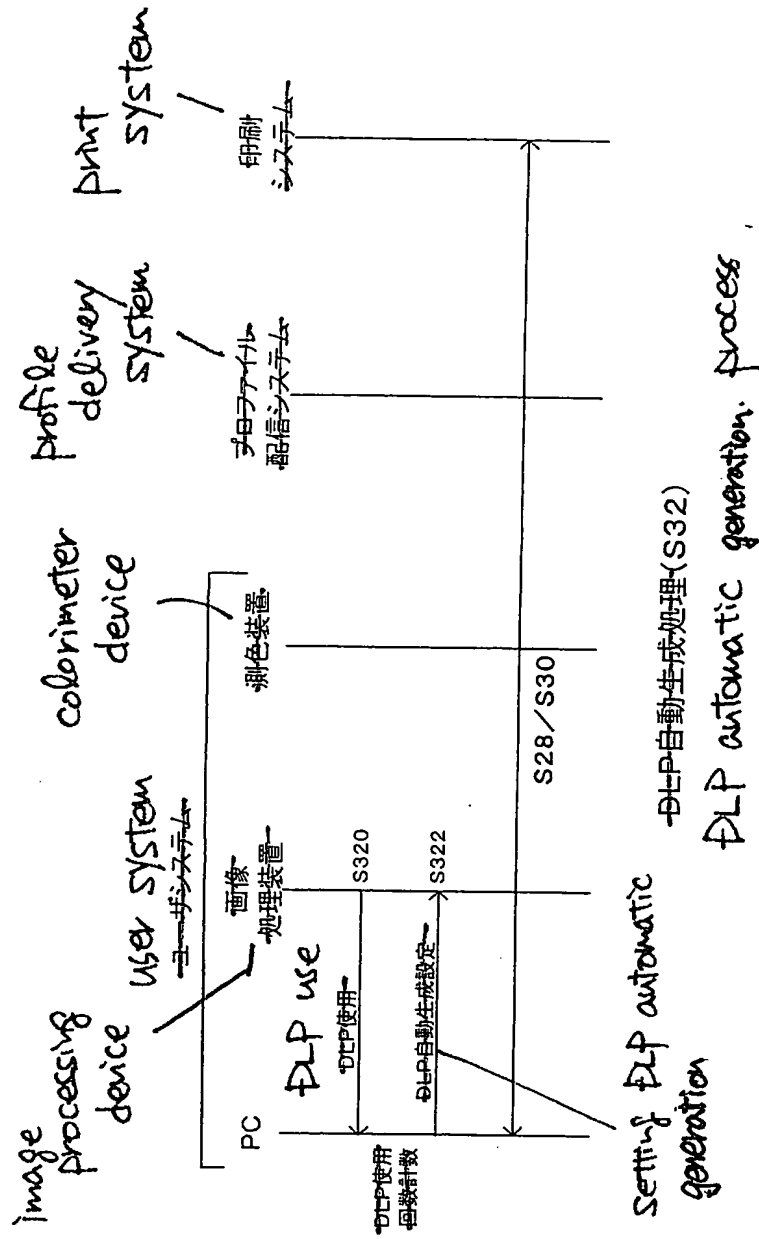 image
processing
device
user system
ユーザシステム
colorimeter
device
profile
delivery
system
print
system
PC
画像
処理装置
測色装置
プロファイル
配信システム
印刷
システム
DLP use
DLP使用
S320
DLP使用
回数計数
DLP自動生成設定
S322
S28/S30
setting DLP automatic
generation
DLP自動生成処理(S32)
DLP automatic generation. process